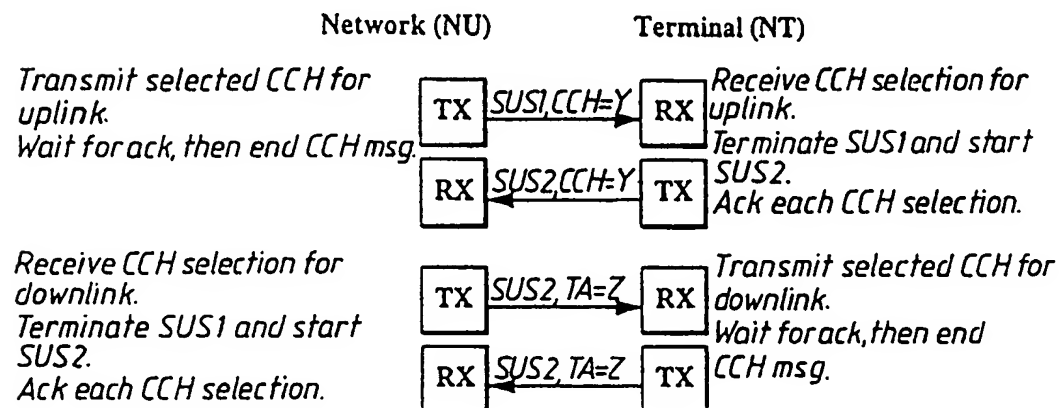 Network (NU) Terminal (NT)
Transmit selected CCH for
uplink.
Wait for ack, then end CCH msg.
TX SUS1,CCH=Y RX
RX SUS2,CCH=Y TX
Receive CCH selection for
uplink.
Terminate SUS1 and start
SUS2.
Ack each CCH selection.
Receive CCH selection for
downlink.
Terminate SUS1 and start
SUS2.
Ack each CCH selection.
TX SUS2, TA=Z RX
RX SUS2, TA=Z TX
Transmit selected CCH for
downlink.
Wait for ack, then end
CCH msg.